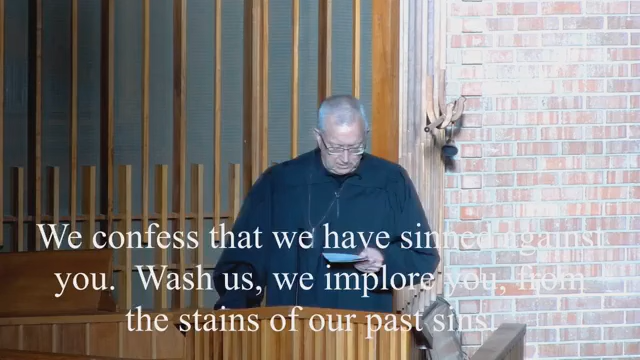 We confess that we have sinned against
you. Wash us, we implore you, from
the stains of our past sins.